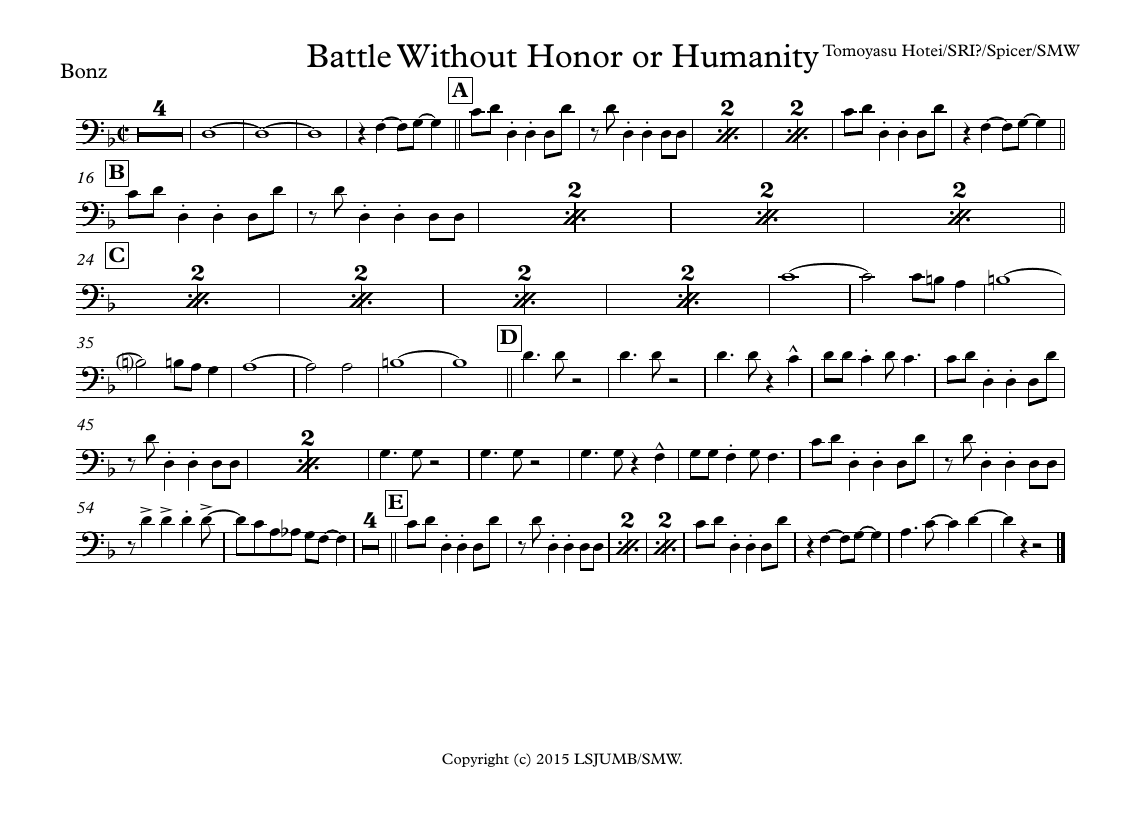 Battle Without Honor or Humanity
Tomoyasu Hotei/SRI?/Spicer/SMW
Bonz
A
4
2 2
16 B
2 2 2
24 C
2 2 2 2
35
D
45
2
54
E
4 2 2
Copyright (c) 2015 LSJUMB/SMW.